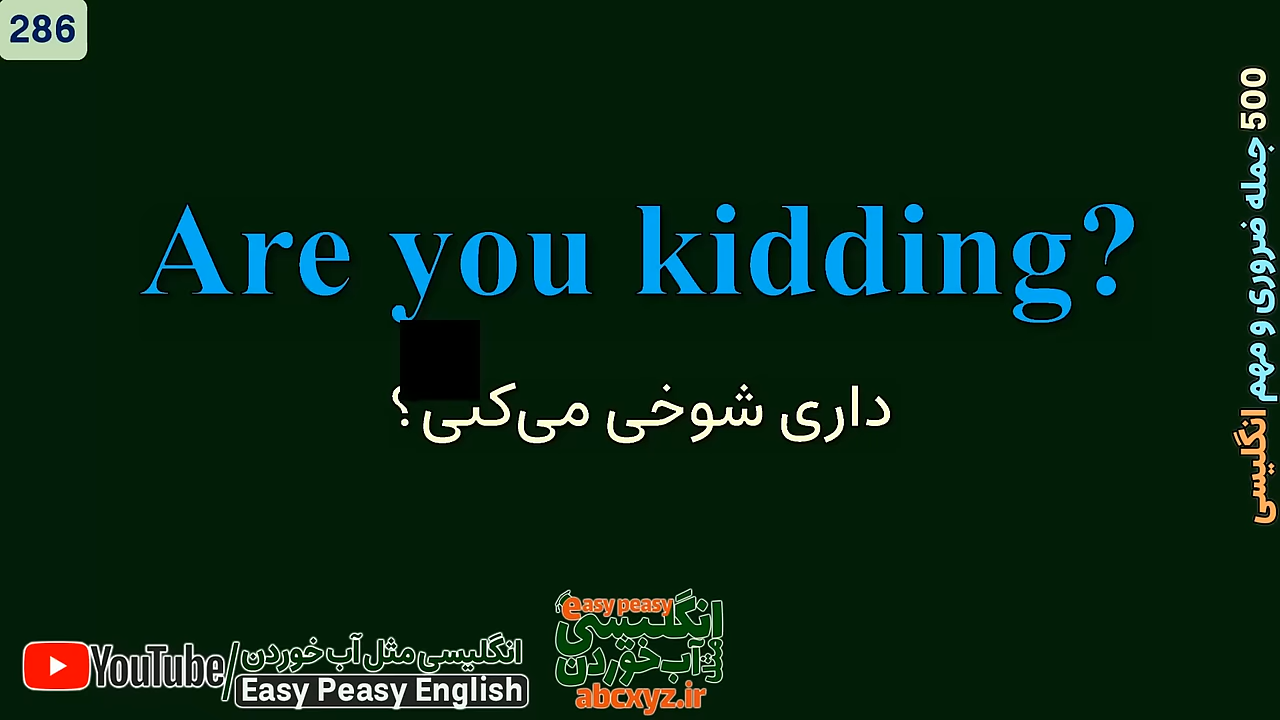 286
Are you kidding?
داری شوخی می‌کنی؟
500 جمله ضروری و مهم انگلیسی
YouTube/
انگلیسی مثل آب خوردن
Easy Peasy English
easy peasy
انگلیسی
مثل
آب خوردن
abcxyz.ir